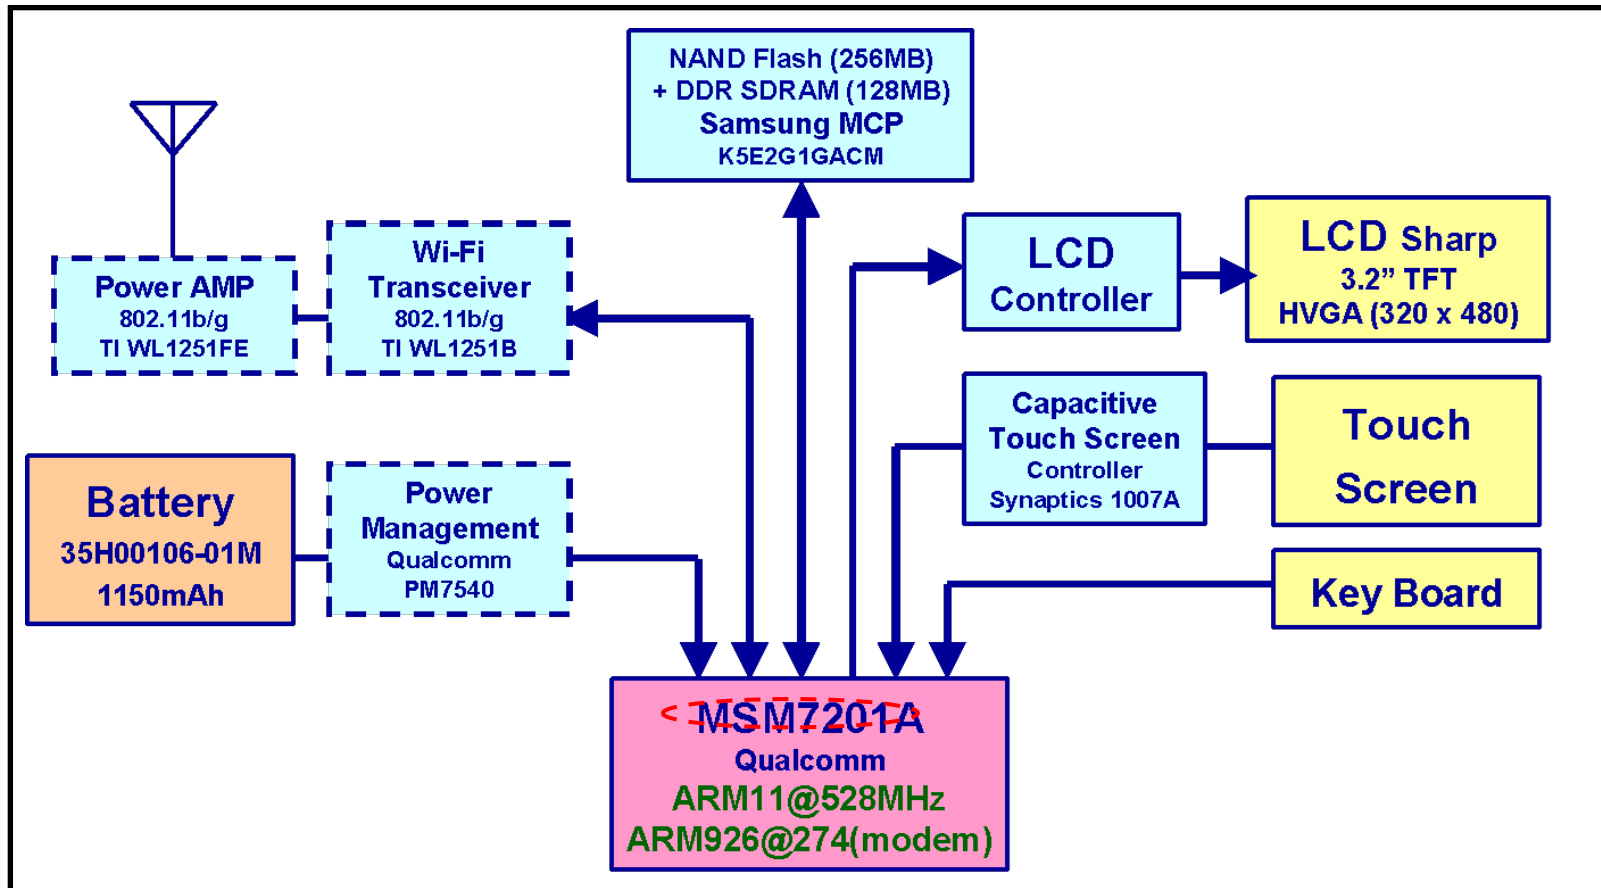 NAND Flash (256MB)
+ DDR SDRAM (128MB)
Samsung MCP
K5E2G1GACM
Wi-Fi
Transceiver
802.11b/g
TI WL1251B
Power AMP
802.11b/g
TI WL1251FE
LCD
Controller
LCD Sharp
3.2” TFT
HVGA (320 x 480)
Capacitive
Touch Screen
Controller
Synaptics 1007A
Touch
Screen
Battery
35H00106-01M
1150mAh
Power
Management
Qualcomm
PM7540
Key Board
MSM7201A
Qualcomm
ARM11@528MHz
ARM926@274(modem)